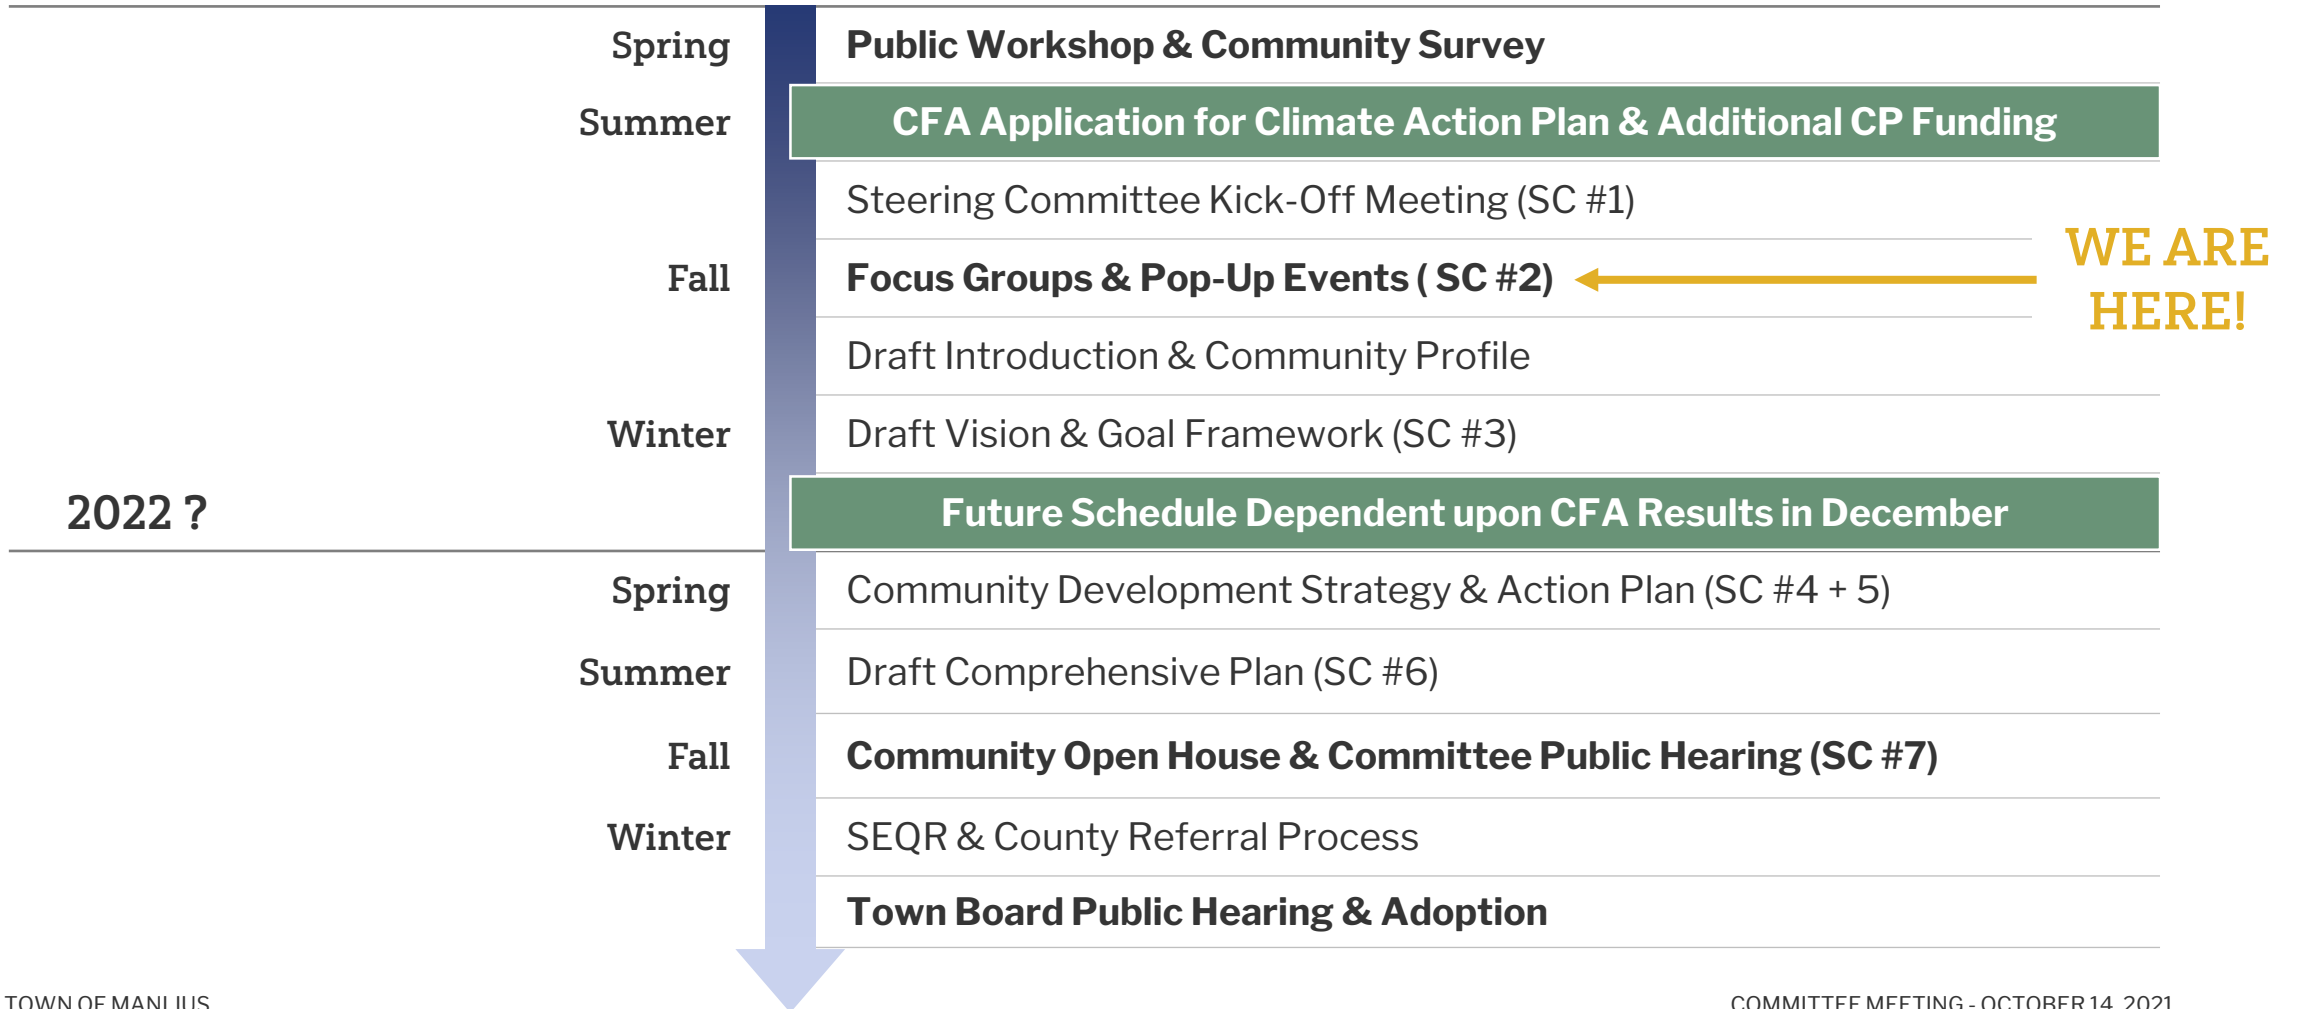 Spring Public Workshop & Community Survey
Summer CFA Application for Climate Action Plan & Additional CP Funding
Steering Committee Kick-Off Meeting (SC #1)
WE ARE
HERE!
Fall Focus Groups & Pop-Up Events ( SC #2)
Draft Introduction & Community Profile
Winter Draft Vision & Goal Framework (SC #3)
2022 ? Future Schedule Dependent upon CFA Results in December
Spring Community Development Strategy & Action Plan (SC #4 + 5)
Summer Draft Comprehensive Plan (SC #6)
Fall Community Open House & Committee Public Hearing (SC #7)
Winter SEQR & County Referral Process
Town Board Public Hearing & Adoption
TOWN OF MANLIUS COMMITTEE MEETING - OCTOBER 14, 2021